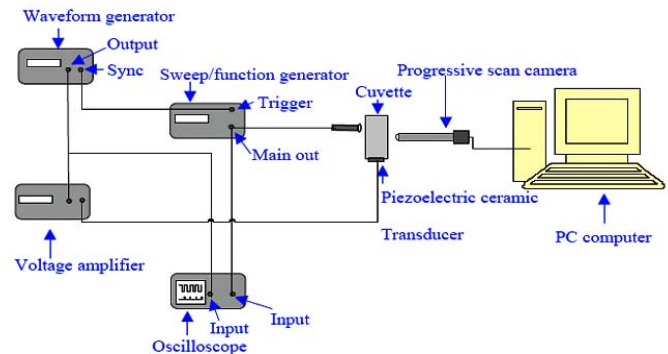 Waveform generator
Output
Sync
Sweep/function generator
Trigger
Main out
Cuvette
Progressive scan camera
Piezoelectric ceramic
Transducer
PC computer
Voltage amplifier
Input
Input
Oscilloscope